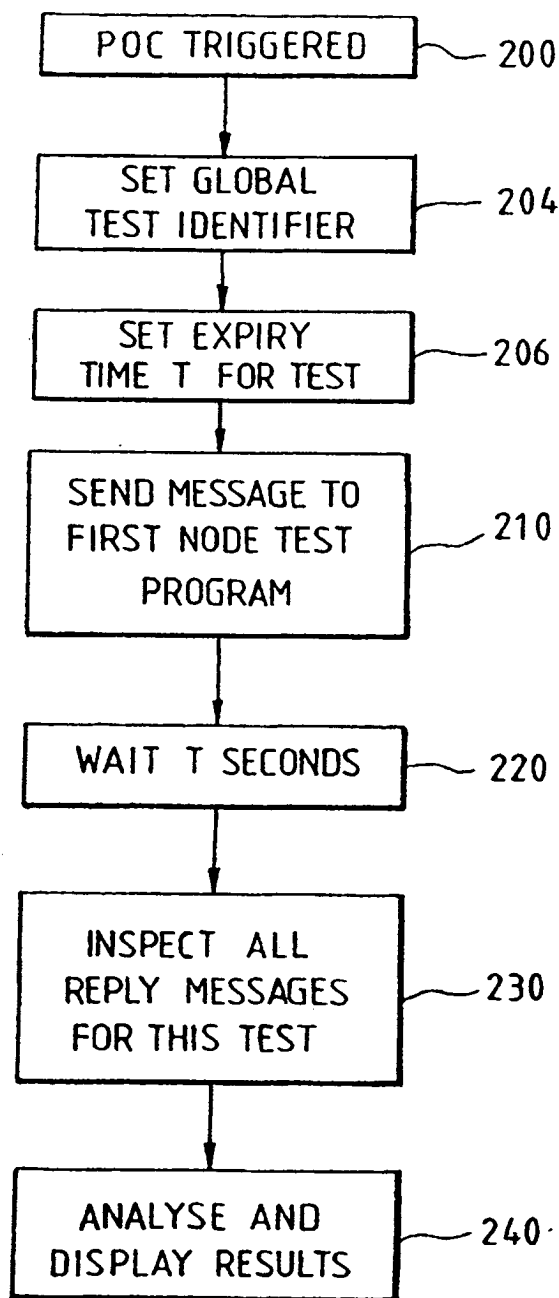 POC TRIGGERED
200
SET GLOBAL
TEST IDENTIFIER
204
SET EXPIRY
TIME T FOR TEST
206
SEND MESSAGE TO
FIRST NODE TEST
PROGRAM
210
WAIT T SECONDS
220
INSPECT ALL
REPLY MESSAGES
FOR THIS TEST
230
ANALYSE AND
DISPLAY RESULTS
240